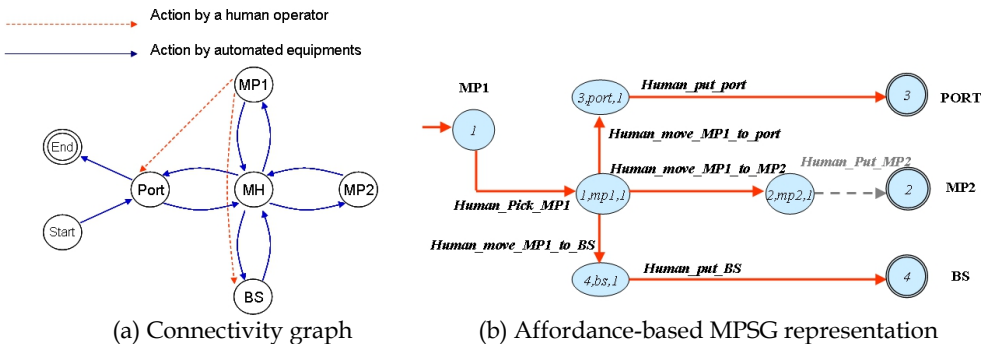 Action by a human operator
Action by automated equipments
MP1
End
Port
MH
MP2
Start
BS
(a) Connectivity graph
MP1
1
Human_Pick_MP1
3,port,1
Human_put_port
3
PORT
Human_move_MP1_to_port
1,mp1,1
Human_move_MP1_to_MP2
2,mp2,1
Human_Put_MP2
2
MP2
Human_move_MP1_to_BS
4,bs,1
Human_put_BS
4
BS
(b) Affordance-based MPSG representation